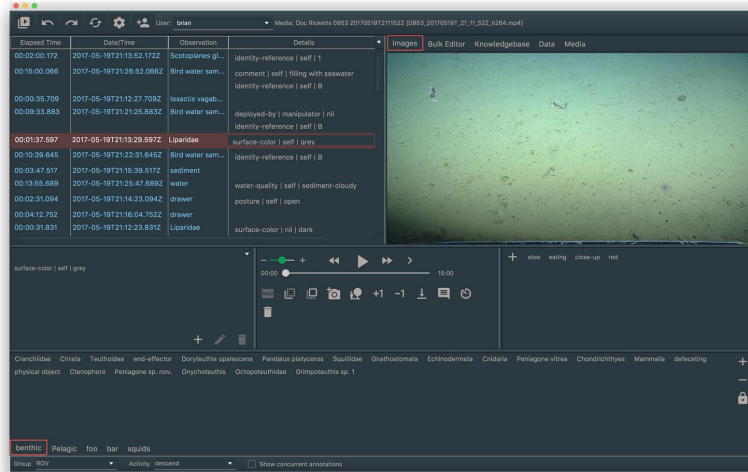 User: brian Media: Doc Ricketts 0953 20170519T211152Z [D0953_20170519T_21_11_52Z_h264.mp4]
Elapsed Time Date/Time Observation Details
00:02:00.172 2017-05-19T21:13:52.172Z Scotoplanes gl... identity-reference | self | 1
00:15:00.066 2017-05-19T21:26:52.066Z Bird water sam... comment | self | filling with seawater
identity-reference | self | B
00:00:35.709 2017-05-19T21:12:27.709Z Iosactis vagab...
00:09:33.883 2017-05-19T21:21:25.883Z Bird water sam... deployed-by | manipulator | nil
identity-reference | self | B
00:01:37.597 2017-05-19T21:13:29.597Z Liparidae surface-color | self | grey
00:10:39.645 2017-05-19T21:22:31.645Z Bird water sam... identity-reference | self | B
00:03:47.517 2017-05-19T21:15:39.517Z sediment
00:13:55.689 2017-05-19T21:25:47.689Z water water-quality | self | sediment-cloudy
00:02:31.094 2017-05-19T21:14:23.094Z drawer posture | self | open
00:04:12.752 2017-05-19T21:16:04.752Z drawer
00:00:31.831 2017-05-19T21:12:23.831Z Liparidae surface-color | nil | dark
Images Bulk Editor Knowledgebase Data Media
surface-color | self | grey
00:00 15:00
+1 −1
slow eating close-up red
Cranchiidae Cirrata Teuthoidea end-effector Doryteuthis opalescens Pandalus platyceros Squillidae Gnathostomata Echinodermata Cnidaria Peniagone vitrea Chondrichthyes Mammalia defecating
physical object Ctenophora Peniagone sp. nov. Onychoteuthis Octopoteuthidae Grimpoteuthis sp. 1
benthic Pelagic foo bar squids
Group ROV Activity descend Show concurrent annotations